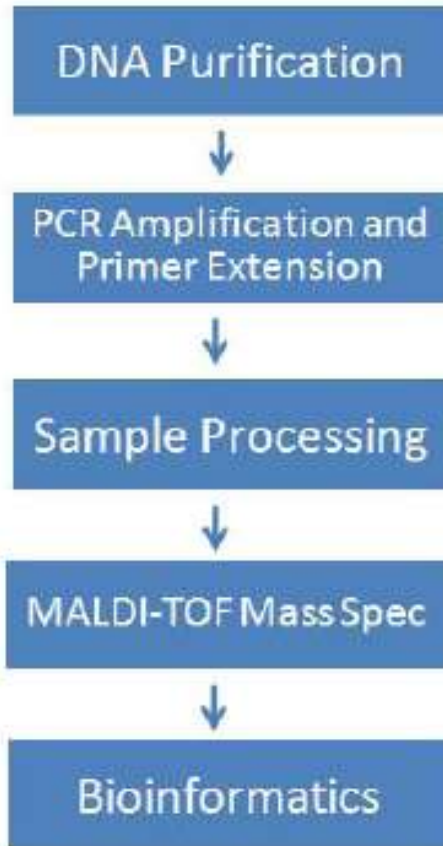 DNA Purification
PCR Amplification and
Primer Extension
Sample Processing
MALDI-TOF Mass Spec
Bioinformatics